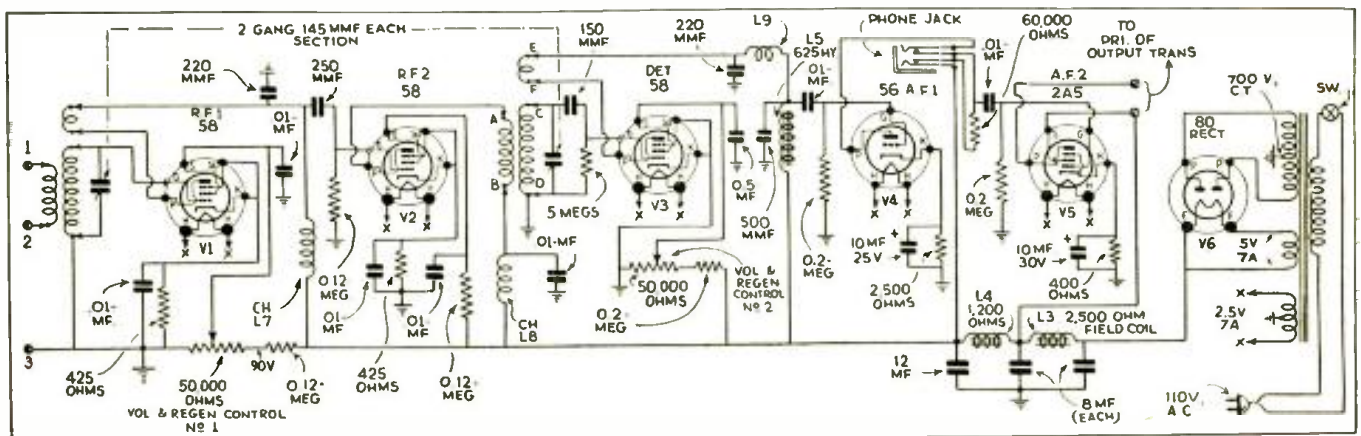 2 GANG 145 MMF EACH
SECTION
220
MMF
250
MMF
RF1
58
.01-
MF
1
2
3
V1
.01-
MF
425
OHMS
50,000
OHMS
VOL & REGEN CONTROL
Nº 1
90V
0.12-
MEG
CH
L7
0.12
MEG
RF2
58
V2
.01
MF
425
OHMS
.01
MF
0.12-
MEG
A
B
C
D
E
F
150
MMF
5 MEGS
.01-MF
CH
L8
DET
58
V3
220
MMF
L9
L5
625HY
.01-
MF
0.5
MF
500
MMF
50,000
OHMS
0.2-
MEG
VOL &
REGEN
CONTROL
Nº 2
0.2-
MEG
PHONE JACK
56 A F1
V4
10 MF
25 V
2,500
OHMS
60,000
OHMS
.01-
MF
TO
PRI. OF
OUTPUT TRANS
A.F.2
2A5
0.2
MEG
V5
10 MF
30V
400
OHMS
L4
1,200
OHMS
L3
2,500 OHM
FIELD COIL
12
MF
8 MF
(EACH)
80
RECT
V6
700 V.
CT
5V
7A
X
2.5V
7A
X
SW.
110V.
A C